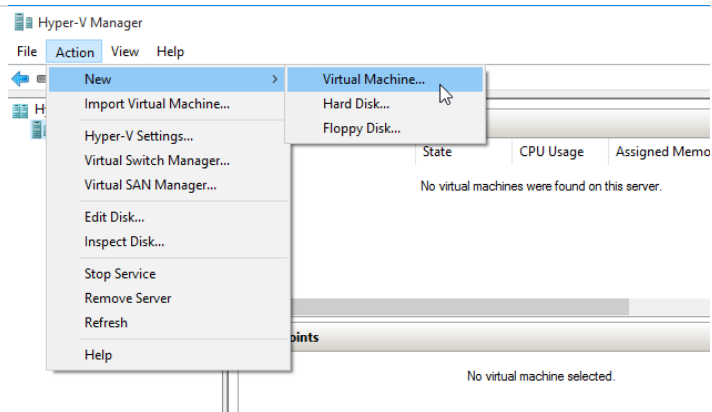 Hyper-V Manager
File Action View Help
New > Virtual Machine...
Import Virtual Machine... Hard Disk...
Floppy Disk...
Hyper-V Settings...
Virtual Switch Manager... State CPU Usage Assigned Memo
Virtual SAN Manager... No virtual machines were found on this server.
Edit Disk...
Inspect Disk...
Stop Service
Remove Server
Refresh
oints
Help
No virtual machine selected.